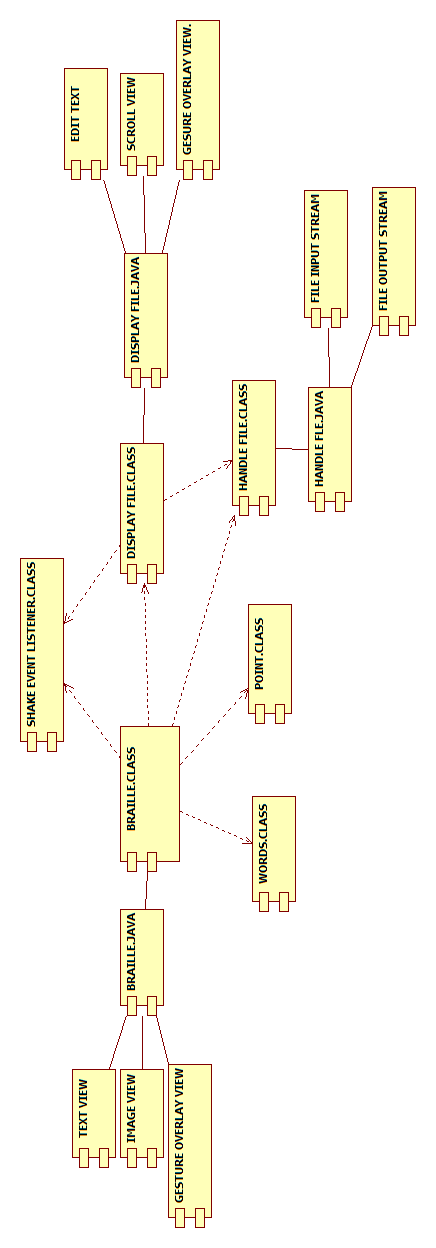 EDIT TEXT
SCROLL VIEW
GESURE OVERLAY VIEW.
DISPLAY FILE.JAVA
FILE INPUT STREAM
FILE OUTPUT STREAM
DISPLAY FILE.CLASS
HANDLE FILE.CLASS
HANDLE FLE.JAVA
SHAKE EVENT LISTENER.CLASS
POINT.CLASS
BRAILLE.CLASS
WORDS.CLASS
BRAILLE.JAVA
TEXT VIEW
IMAGE VIEW
GESTURE OVERLAY VIEW